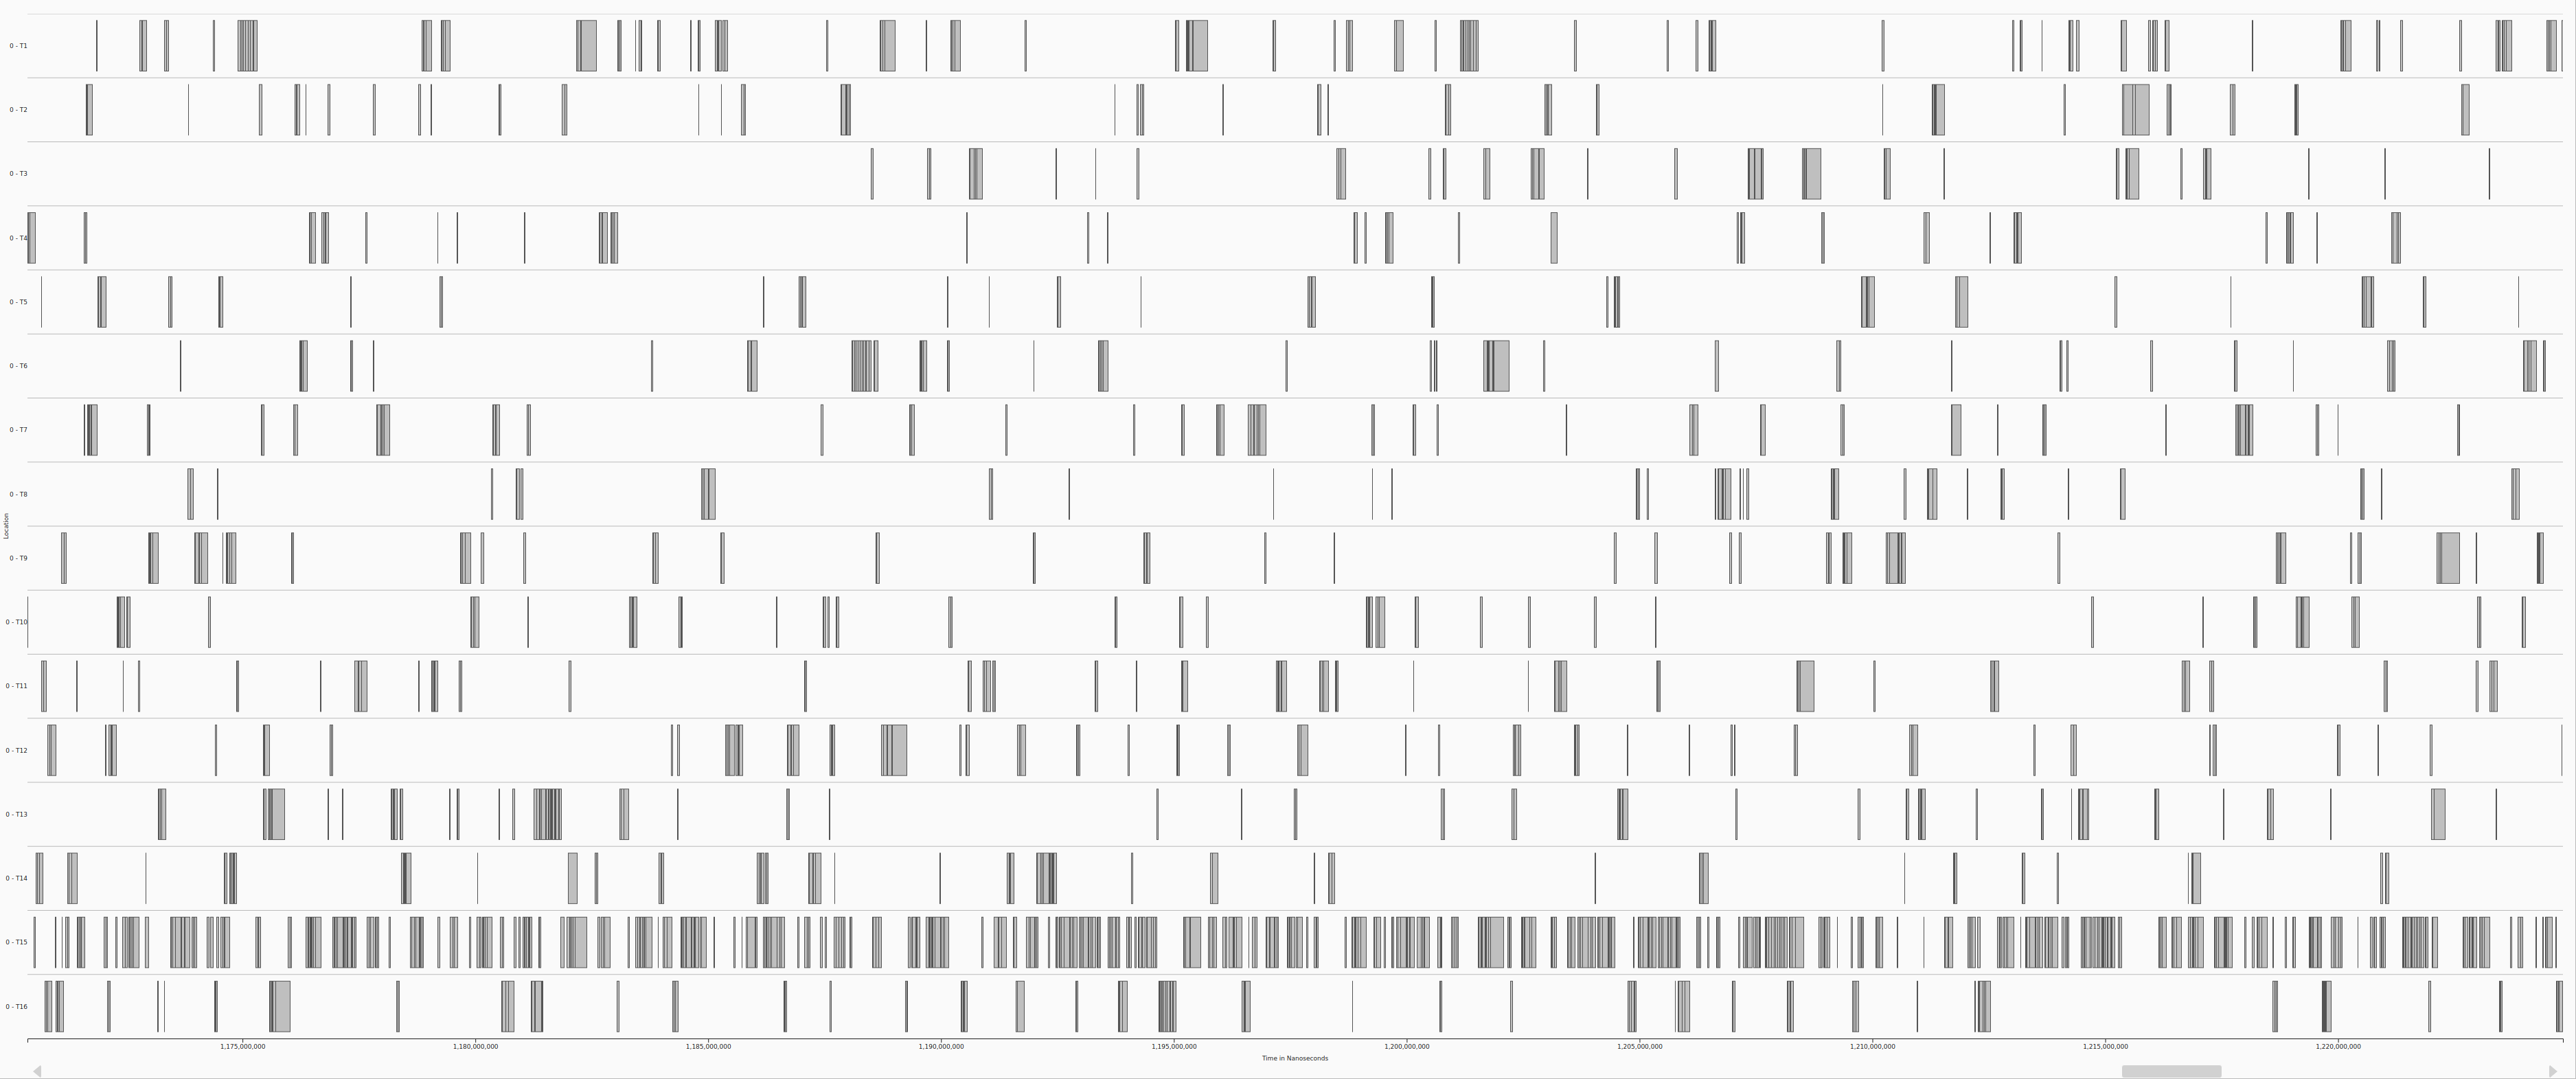 0 - T1
0 - T2
0 - T3
0 - T4
0 - T5
0 - T6
0 - T7
0 - T8
Location
0 - T9
0 - T10
0 - T11
0 - T12
0 - T13
0 - T14
0 - T15
0 - T16
1,175,000,000 1,180,000,000 1,185,000,000 1,190,000,000 1,195,000,000 1,200,000,000 1,205,000,000 1,210,000,000 1,215,000,000 1,220,000,000
Time in Nanoseconds